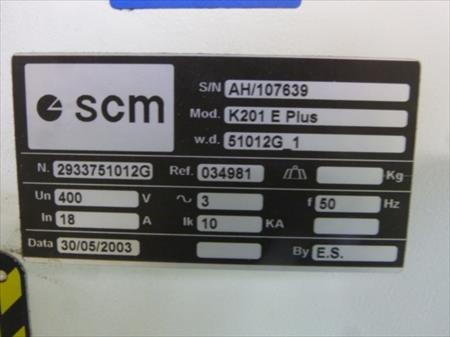 scm
S/N AH/107639
Mod. K201 E Plus
w.d. 51012G_1
N. 2933751012G Ref. 034981 Kg
Un 400 V ~ 3 f 50 Hz
In 18 A Ik 10 KA
Data 30/05/2003 By E.S.